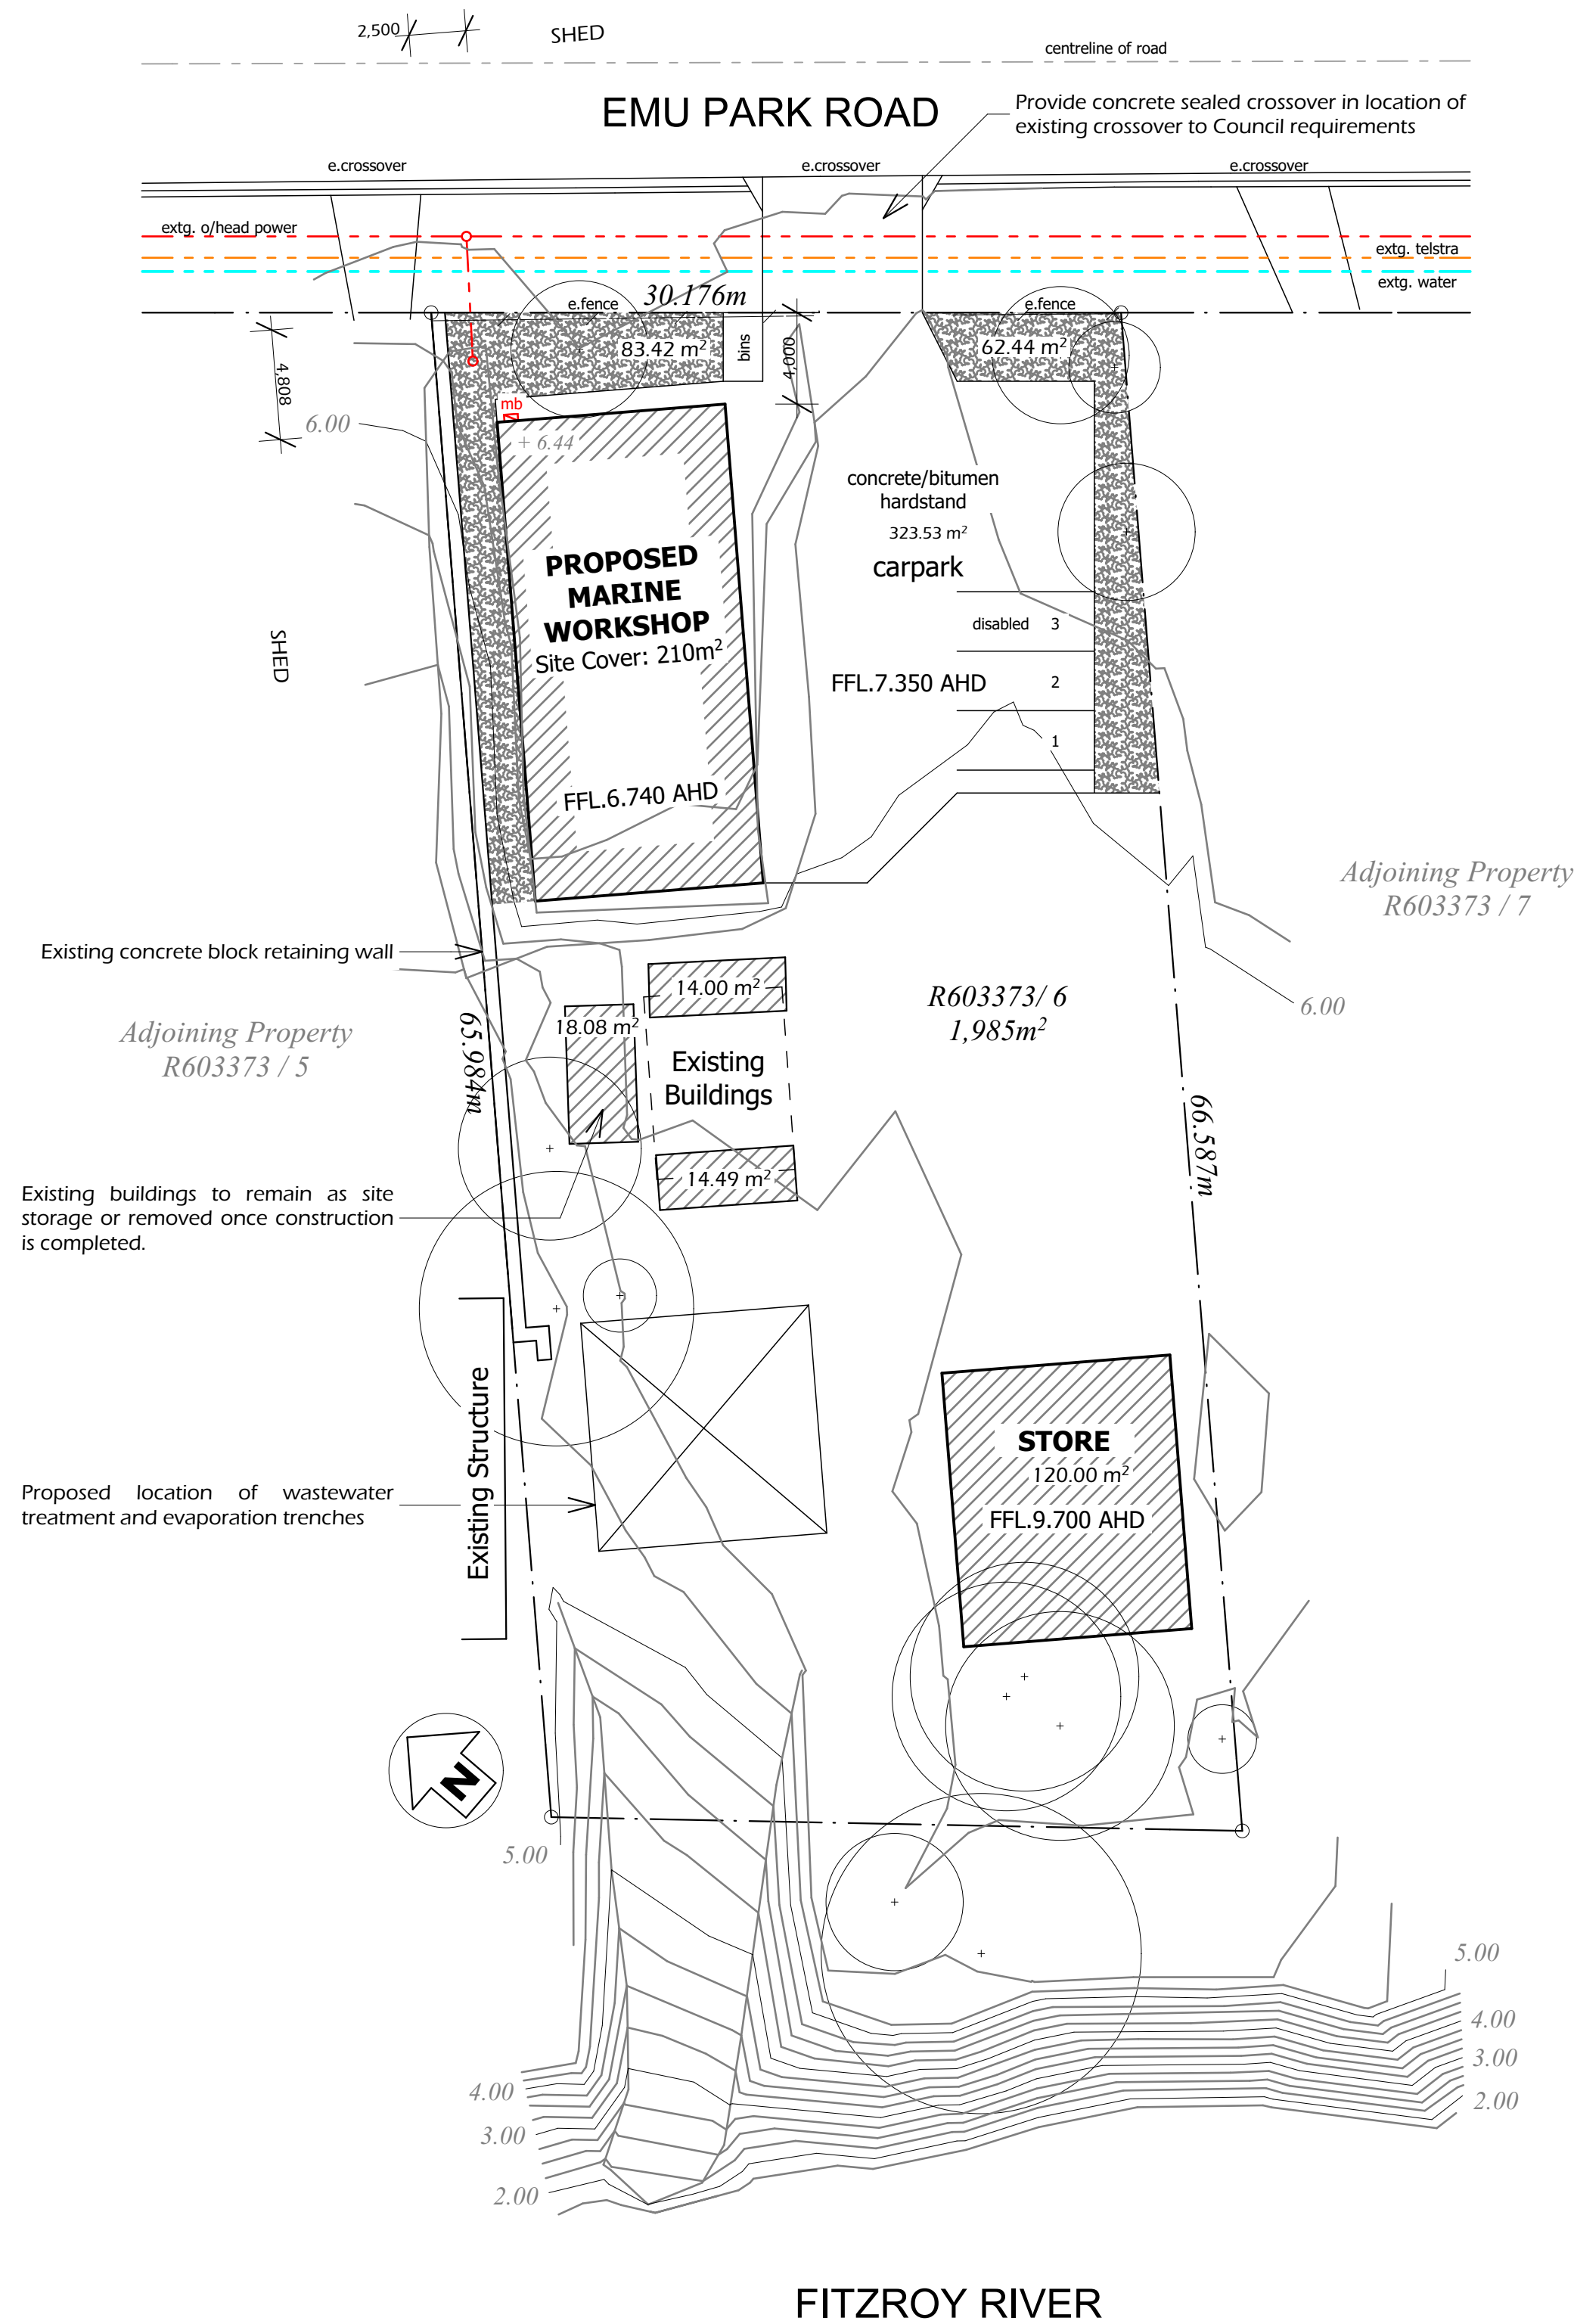 2,500
SHED
centreline of road
EMU PARK ROAD
Provide concrete sealed crossover in location of
existing crossover to Council requirements
e.crossover
e.crossover
e.crossover
extg. o/head power
extg. telstra
extg. water
30.176m
e.fence
e.fence
83.42 m²
bins
4,000
62.44 m²
4,808
mb
6.00
+ 6.44
concrete/bitumen
hardstand
323.53 m²
carpark
PROPOSED
MARINE
WORKSHOP
Site Cover: 210m²
SHED
disabled 3
FFL.7.350 AHD
2
1
FFL.6.740 AHD
Adjoining Property
R603373 / 7
Existing concrete block retaining wall
14.00 m²
R603373/ 6
1,985m²
6.00
18.08 m²
Adjoining Property
R603373 / 5
65.984m
Existing
Buildings
66.587m
14.49 m²
Existing buildings to remain as site
storage or removed once construction
is completed.
Existing Structure
STORE
120.00 m²
FFL.9.700 AHD
Proposed location of wastewater
treatment and evaporation trenches
N
5.00
5.00
4.00
3.00
2.00
4.00
3.00
2.00
FITZROY RIVER